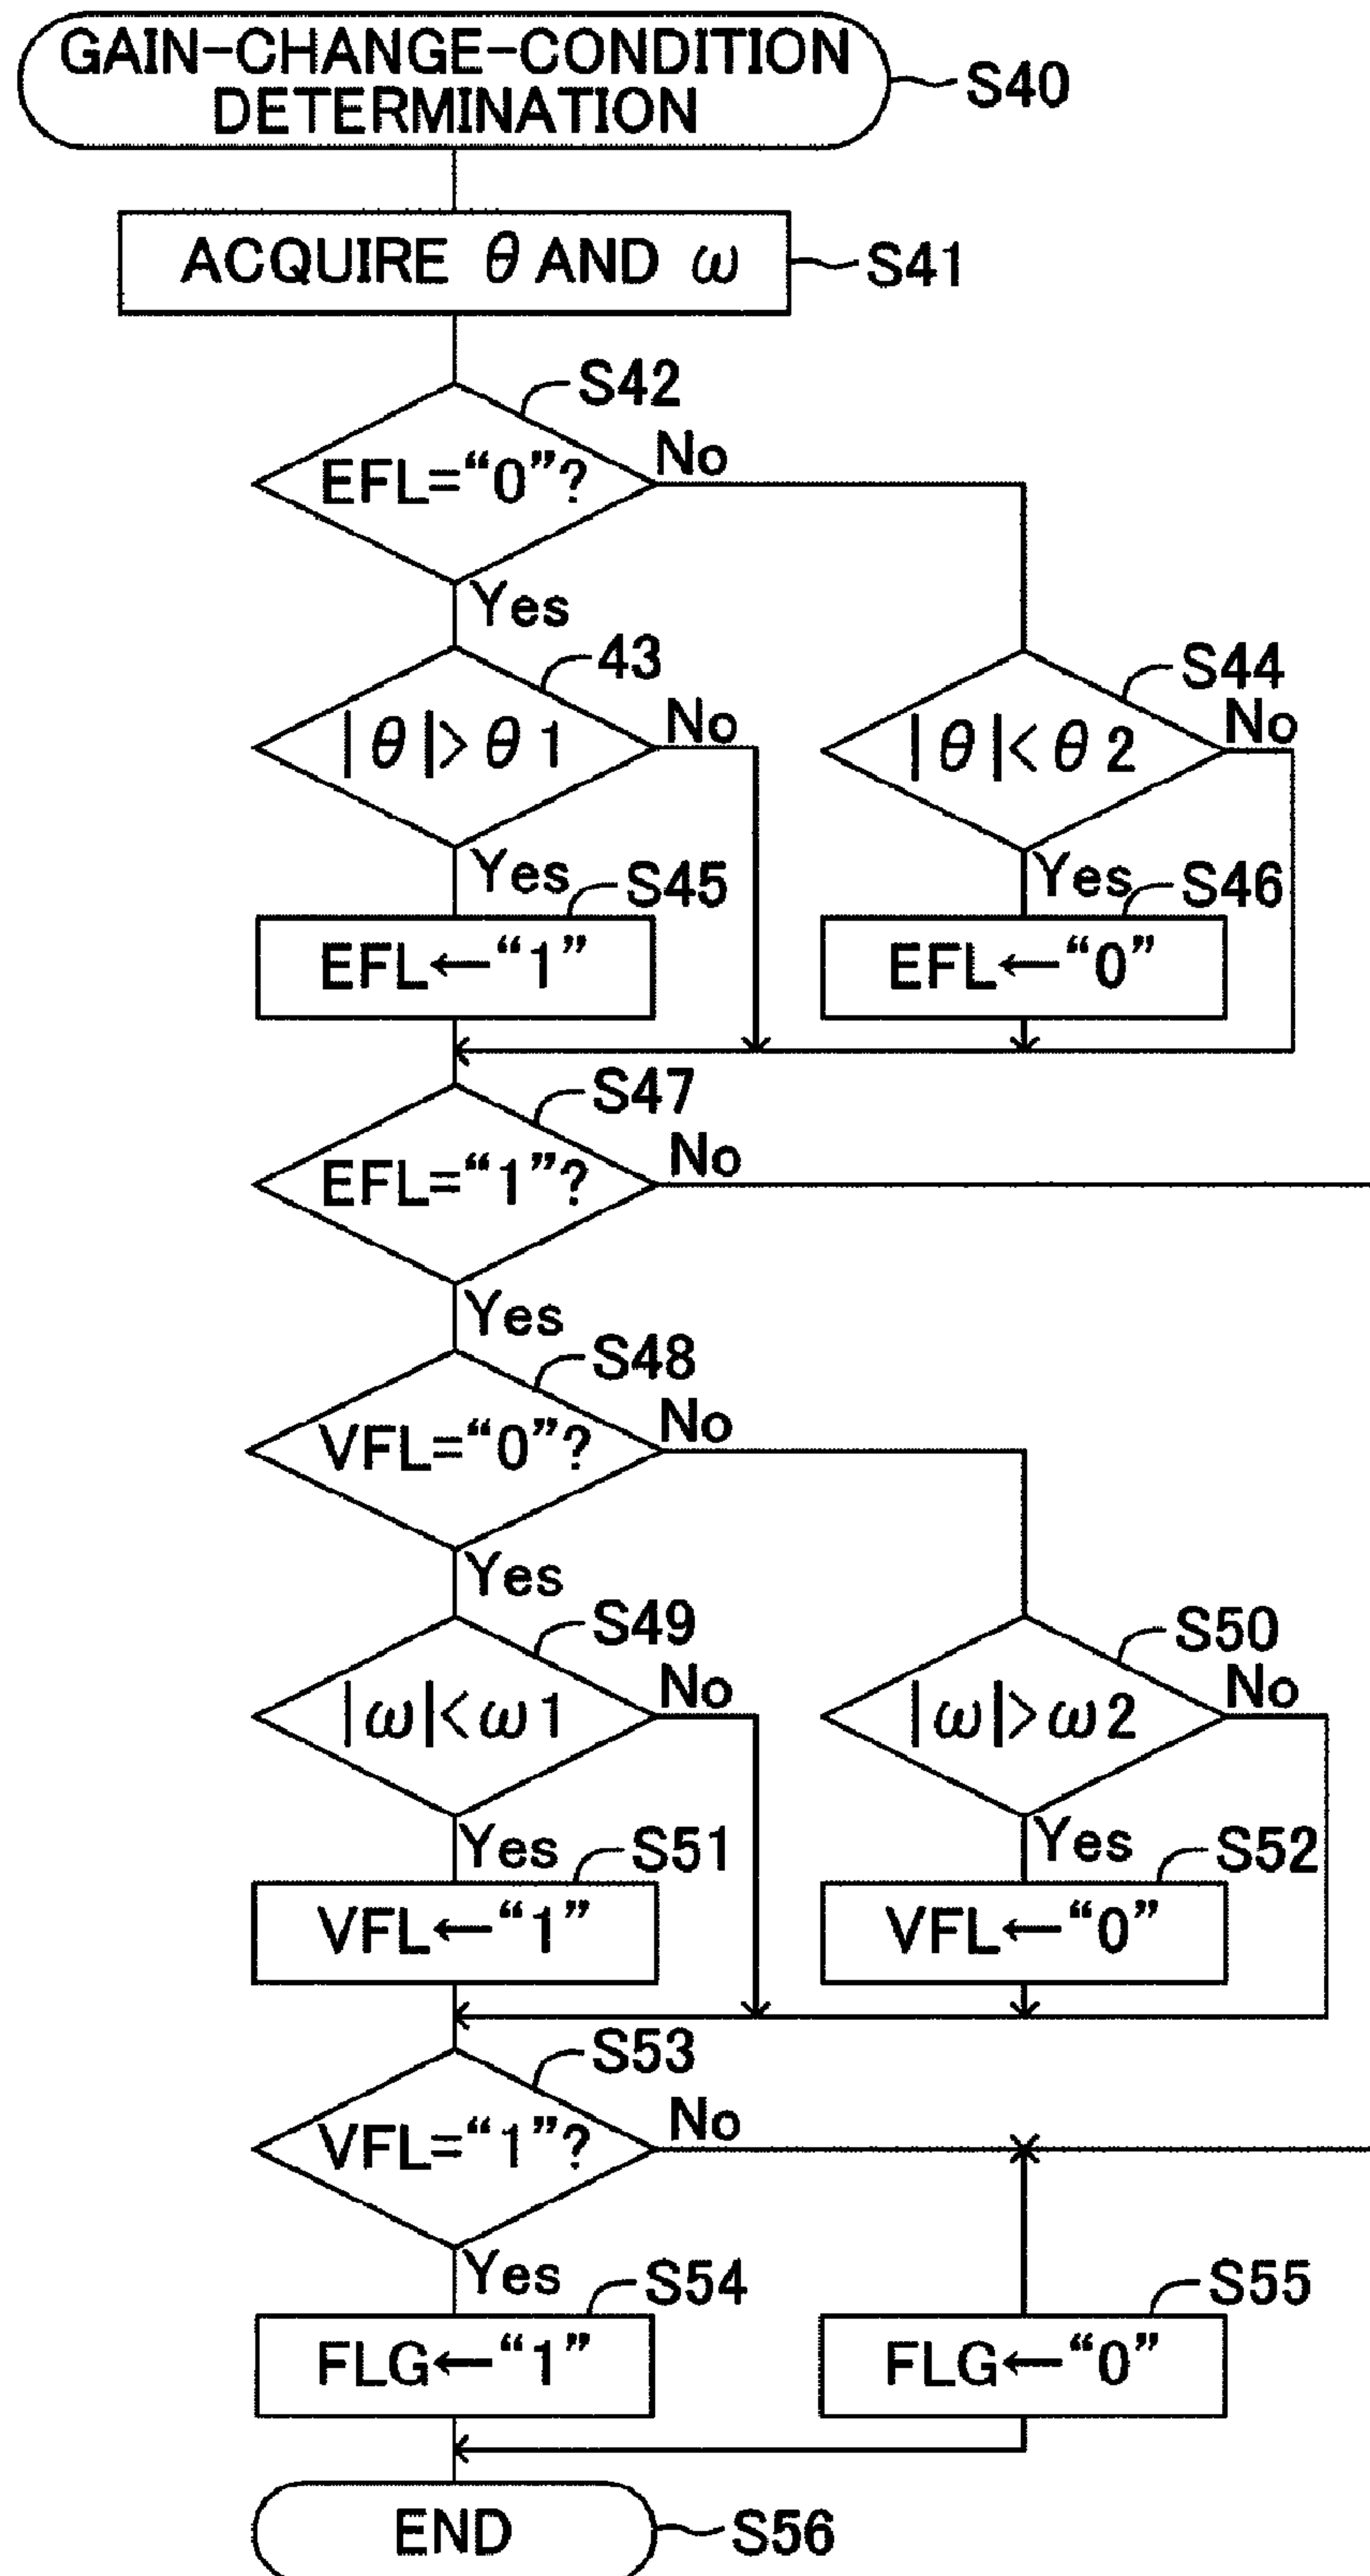 GAIN-CHANGE-CONDITION
DETERMINATION
S40
ACQUIRE θ AND ω
S41
S42
EFL=“0”?
No
Yes
43
|θ|>θ1
No
S44
|θ|<θ2
No
Yes
S45
Yes
S46
EFL←“1”
EFL←“0”
S47
EFL=“1”?
No
Yes
S48
VFL=“0”?
No
Yes
S49
|ω|<ω1
No
S50
|ω|>ω2
No
Yes
S51
Yes
S52
VFL←“1”
VFL←“0”
S53
VFL=“1”?
No
Yes
S54
S55
FLG←“1”
FLG←“0”
END
S56